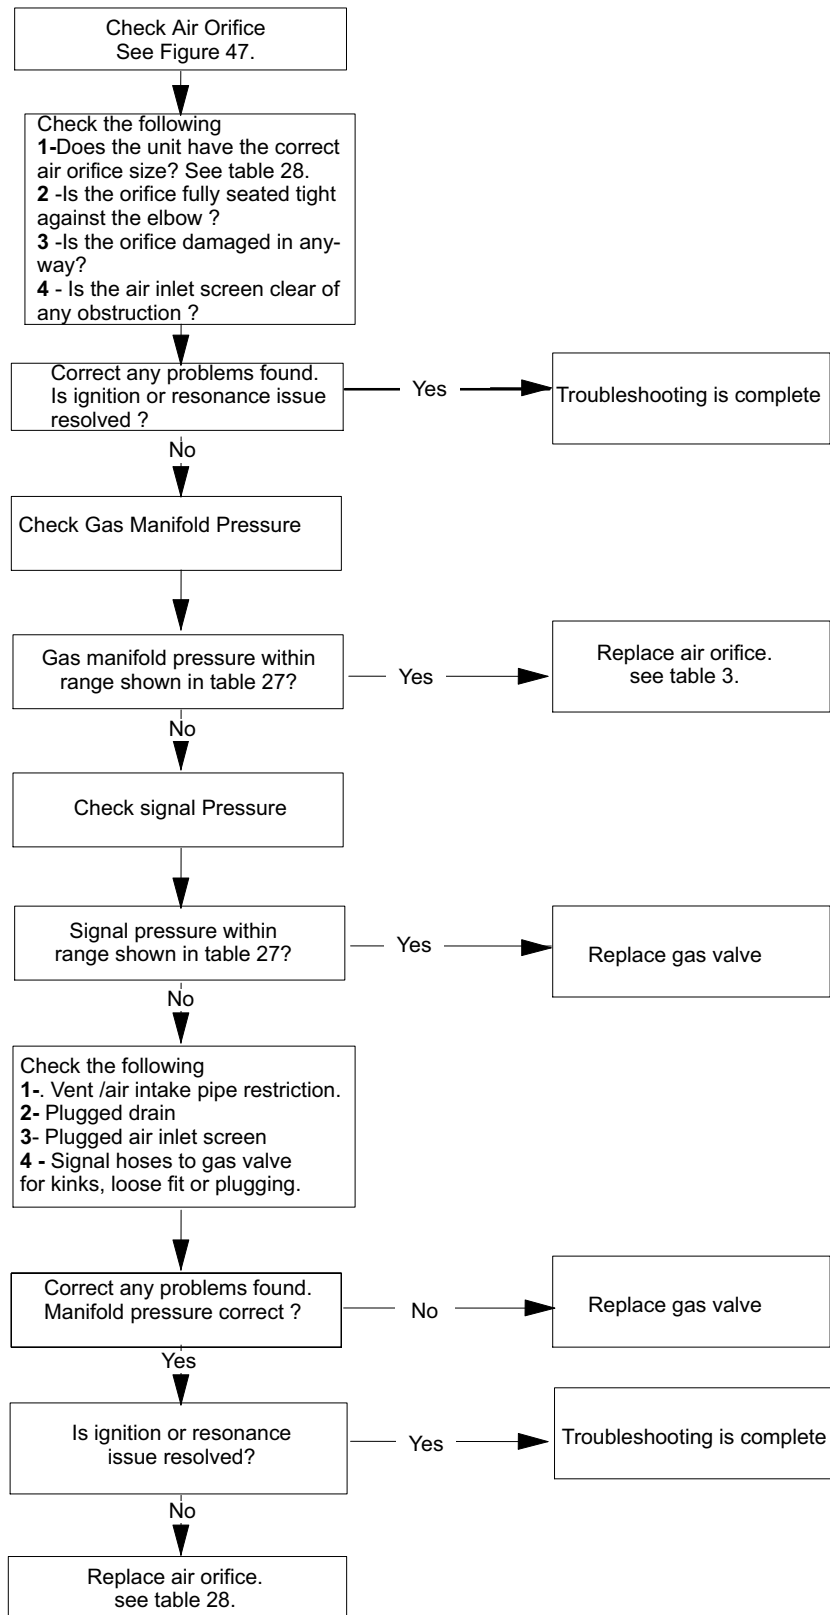 Check Air Orifice
See Figure 47.
Check the following
1-Does the unit have the correct
air orifice size? See table 28.
2 -Is the orifice fully seated tight
against the elbow ?
3 -Is the orifice damaged in any-
way?
4 - Is the air inlet screen clear of
any obstruction ?
Correct any problems found.
Is ignition or resonance issue
resolved ?
Yes
Troubleshooting is complete
No
Check Gas Manifold Pressure
Gas manifold pressure within
range shown in table 27?
Yes
Replace air orifice.
see table 3.
No
Check signal Pressure
Signal pressure within
range shown in table 27?
Yes
Replace gas valve
No
Check the following
1-. Vent /air intake pipe restriction.
2- Plugged drain
3- Plugged air inlet screen
4 - Signal hoses to gas valve
for kinks, loose fit or plugging.
Correct any problems found.
Manifold pressure correct ?
No
Replace gas valve
Yes
Is ignition or resonance
issue resolved?
Yes
Troubleshooting is complete
No
Replace air orifice.
see table 28.